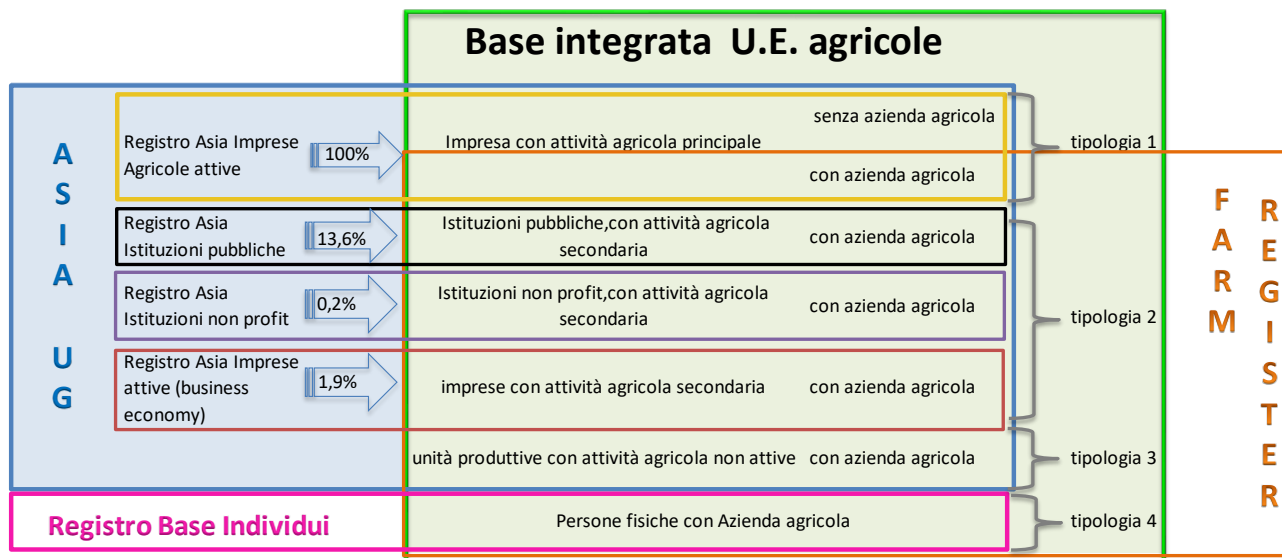 Base integrata U.E. agricole
ASIA UG
Registro Asia Imprese
Agricole attive
100%
Impresa con attività agricola principale
senza azienda agricola
con azienda agricola
tipologia 1
Registro Asia
Istituzioni pubbliche
13,6%
Istituzioni pubbliche,con attività agricola
secondaria
con azienda agricola
Registro Asia
Istituzioni non profit
0,2%
Istituzioni non profit,con attività agricola
secondaria
con azienda agricola
tipologia 2
Registro Asia Imprese
attive (business
economy)
1,9%
imprese con attività agricola secondaria
con azienda agricola
unità produttive con attività agricola non attive
con azienda agricola
tipologia 3
Registro Base Individui
Persone fisiche con Azienda agricola
tipologia 4
FARM
REGISTER